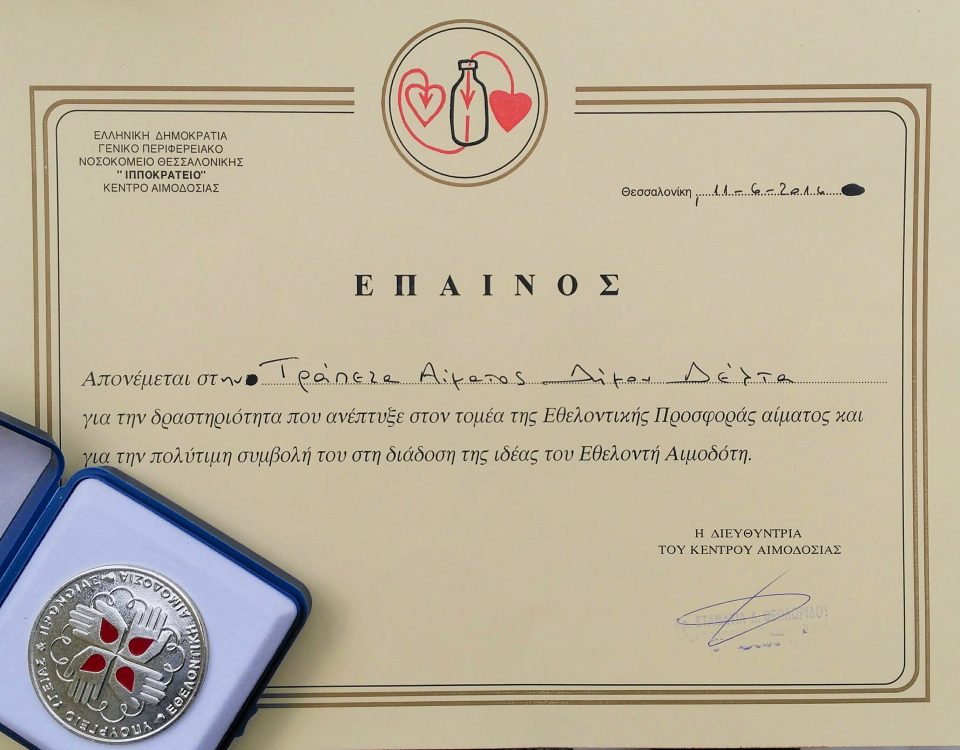 ΕΛΛΗΝΙΚΗ ΔΗΜΟΚΡΑΤΙΑ
ΓΕΝΙΚΟ ΠΕΡΙΦΕΡΕΙΑΚΟ
ΝΟΣΟΚΟΜΕΙΟ ΘΕΣΣΑΛΟΝΙΚΗΣ
"ΙΠΠΟΚΡΑΤΕΙΟ"
ΚΕΝΤΡΟ ΑΙΜΟΔΟΣΙΑΣ
Θεσσαλονίκη, 11-6-2016
ΕΠΑΙΝΟΣ
Απονέμεται στην Τράπεζα Αίματος Δήμου Δέλτα
για την δραστηριότητα που ανέπτυξε στον τομέα της Εθελοντικής Προσφοράς αίματος και
για την πολύτιμη συμβολή του στη διάδοση της ιδέας του Εθελοντή Αιμοδότη.
Η ΔΙΕΥΘΥΝΤΡΙΑ
ΤΟΥ ΚΕΝΤΡΟΥ ΑΙΜΟΔΟΣΙΑΣ
ΘΕΟΔΩΡΙΔΟΥ
ΥΠΟΥΡΓΕΙΟ ΥΓΕΙΑΣ & ΠΡΟΝΟΙΑΣ
ΕΘΕΛΟΝΤΙΚΗ ΑΙΜΟΔΟΣΙΑ